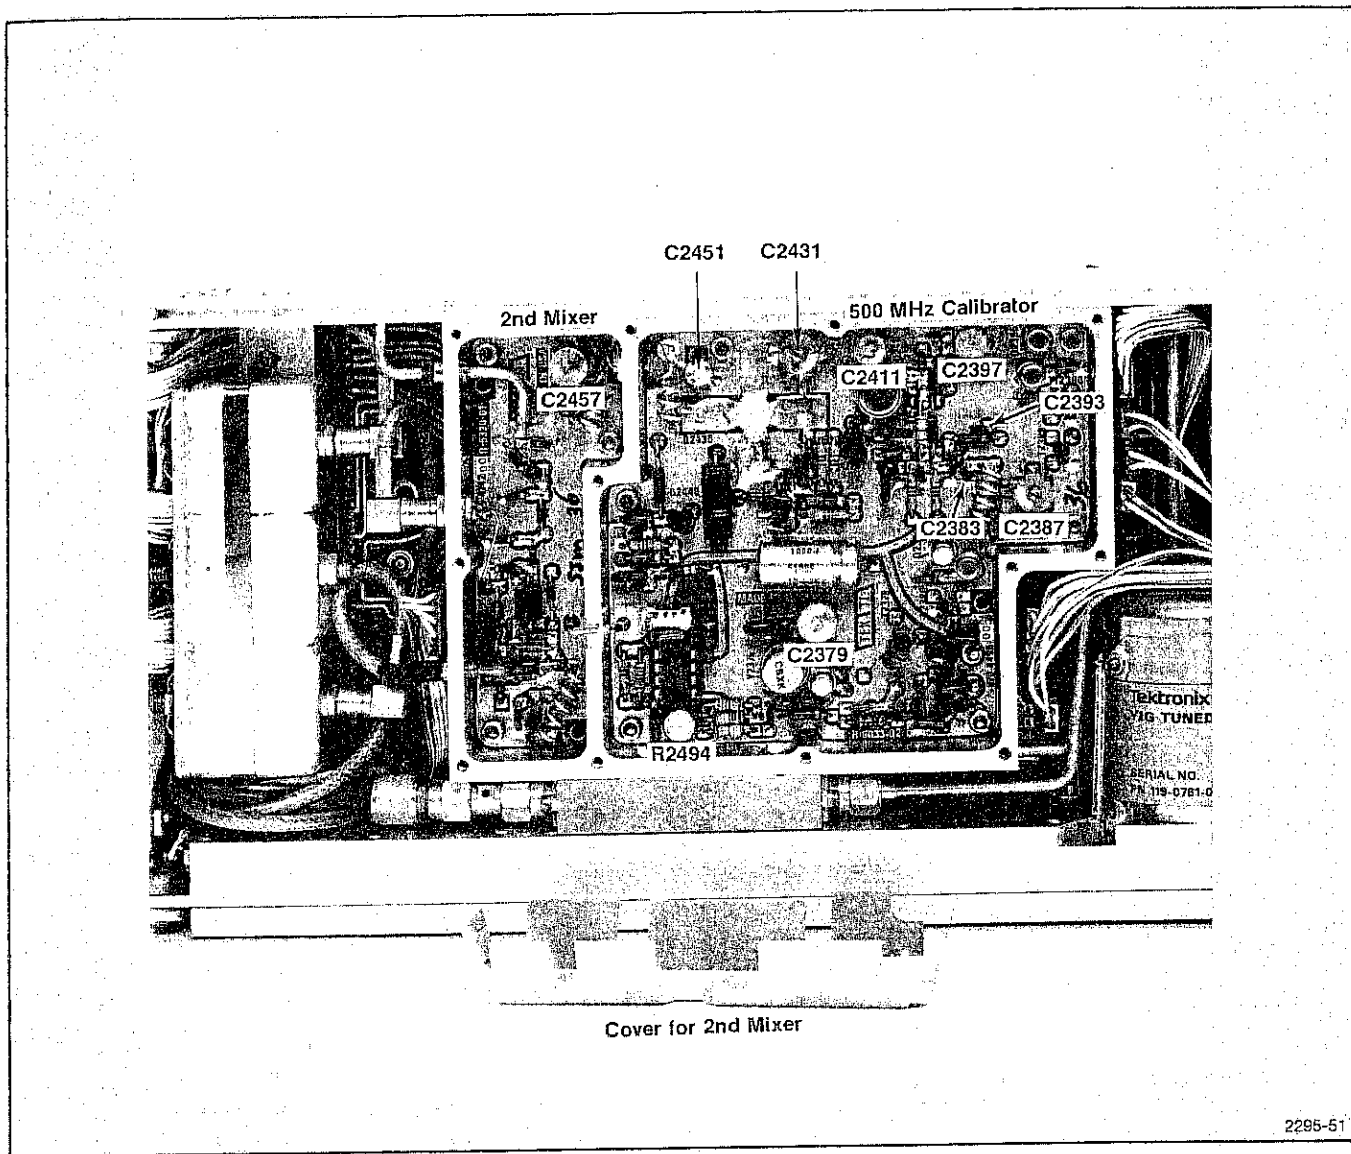 C2451 C2431
2nd Mixer 500 MHz Calibrator
C2411 C2397
C2457 C2393
C2383 C2387
C2379
R2494
Tektronix
YIG TUNED
SERIAL NO.
Cover for 2nd Mixer
2295-51